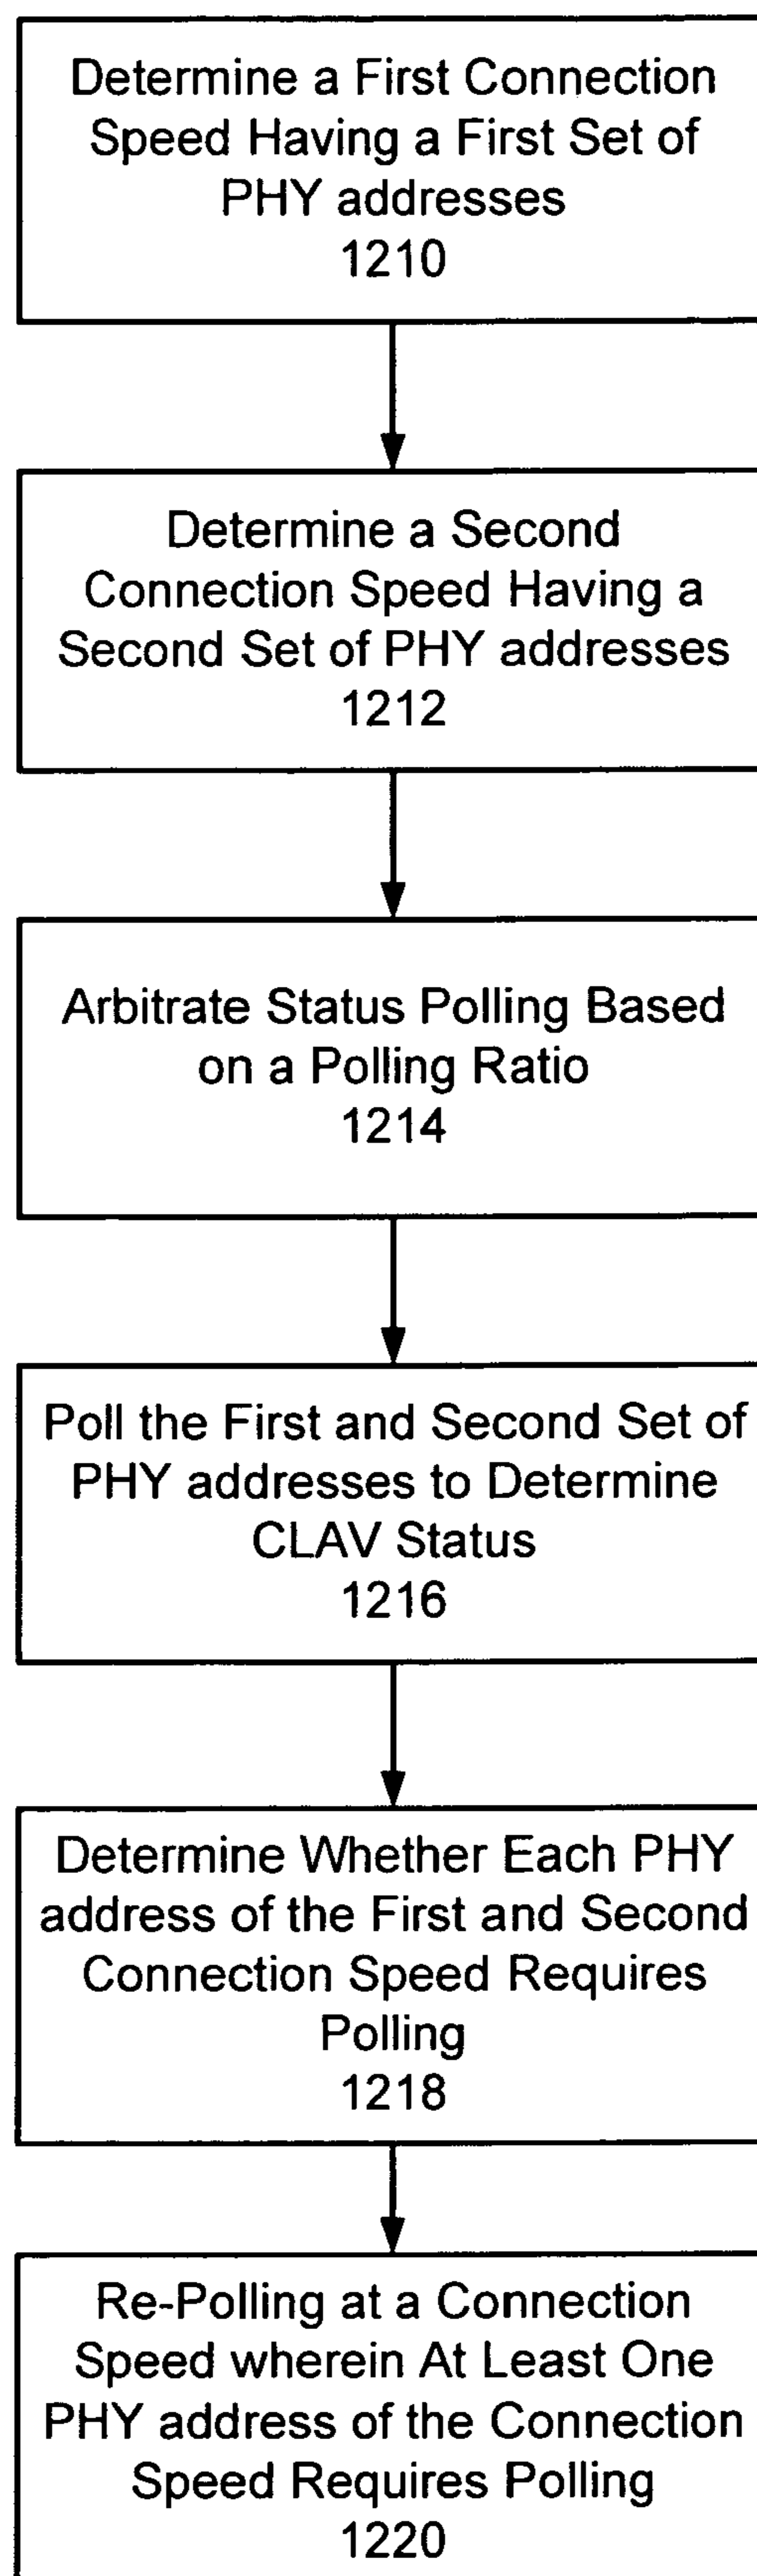 Determine a First Connection
Speed Having a First Set of
PHY addresses
1210
Determine a Second
Connection Speed Having a
Second Set of PHY addresses
1212
Arbitrate Status Polling Based
on a Polling Ratio
1214
Poll the First and Second Set of
PHY addresses to Determine
CLAV Status
1216
Determine Whether Each PHY
address of the First and Second
Connection Speed Requires
Polling
1218
Re-Polling at a Connection
Speed wherein At Least One
PHY address of the Connection
Speed Requires Polling
1220